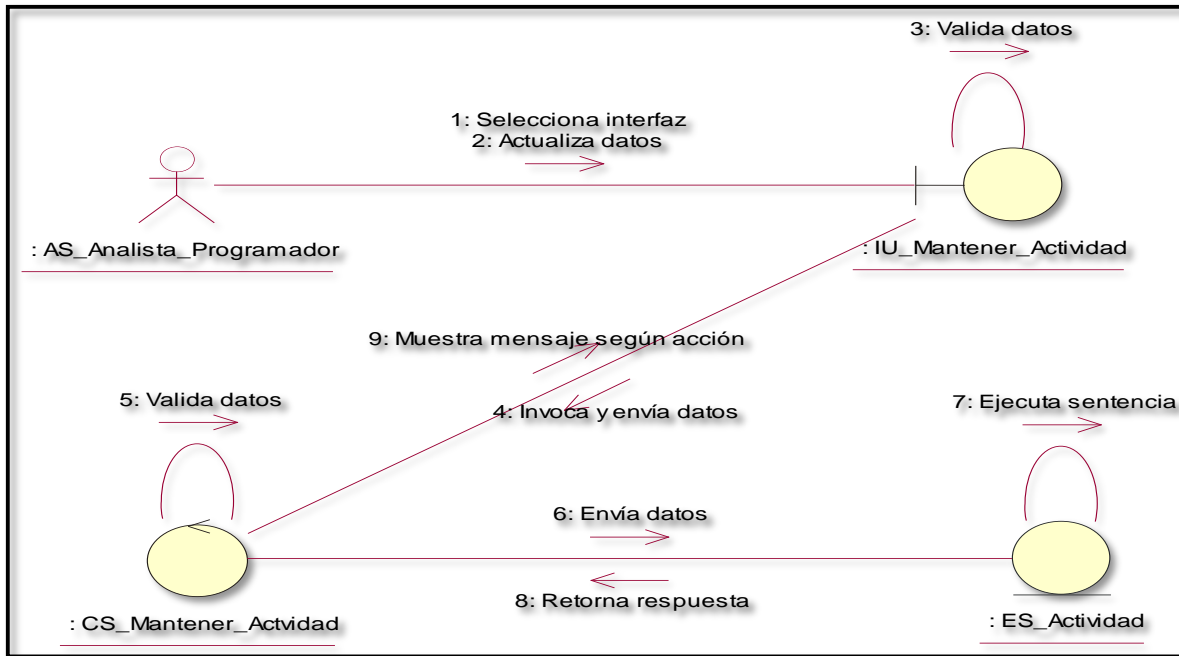 3: Valida datos
1: Selecciona interfaz
2: Actualiza datos
: AS_Analista_Programador
: IU_Mantener_Actividad
9: Muestra mensaje según acción
4: Invoca y envía datos
5: Valida datos
7: Ejecuta sentencia
6: Envía datos
8: Retorna respuesta
: CS_Mantener_Actvidad
: ES_Actividad